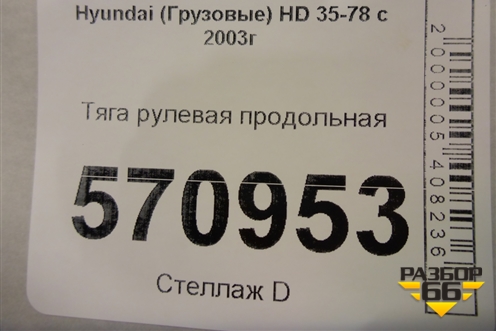 Hyundai (Грузовые) HD 35-78 с
2003г
Тяга рулевая продольная
570953
Стеллаж D
2000005408236
РАЗБОР
66